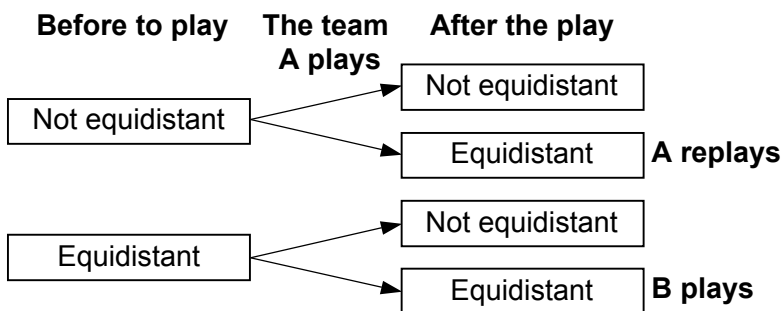 Before to play
The team
A plays
After the play
Not equidistant
Not equidistant
Equidistant
A replays
Equidistant
Not equidistant
Equidistant
B plays